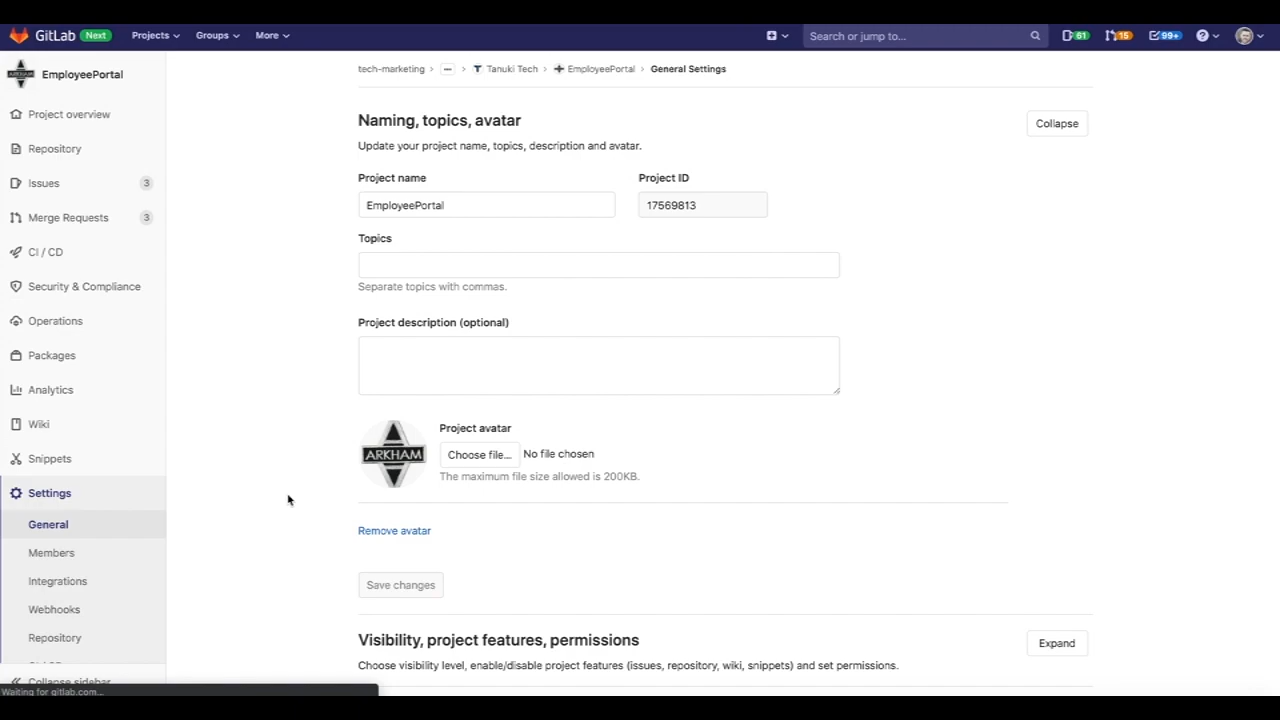 GitLab Next Projects Groups More Search or jump to... 61 15 99+
EmployeePortal
Project overview
Repository
Issues 3
Merge Requests 3
CI / CD
Security & Compliance
Operations
Packages
Analytics
Wiki
Snippets
Settings
General
Members
Integrations
Webhooks
Repository
Collapse sidebar
Waiting for gitlab.com...
tech-marketing > ... > T Tanuki Tech > EmployeePortal > General Settings
Naming, topics, avatar
Collapse
Update your project name, topics, description and avatar.
Project name Project ID
EmployeePortal 17569813
Topics
Separate topics with commas.
Project description (optional)
ARKHAM
Project avatar
Choose file... No file chosen
The maximum file size allowed is 200KB.
Remove avatar
Save changes
Visibility, project features, permissions
Expand
Choose visibility level, enable/disable project features (issues, repository, wiki, snippets) and set permissions.